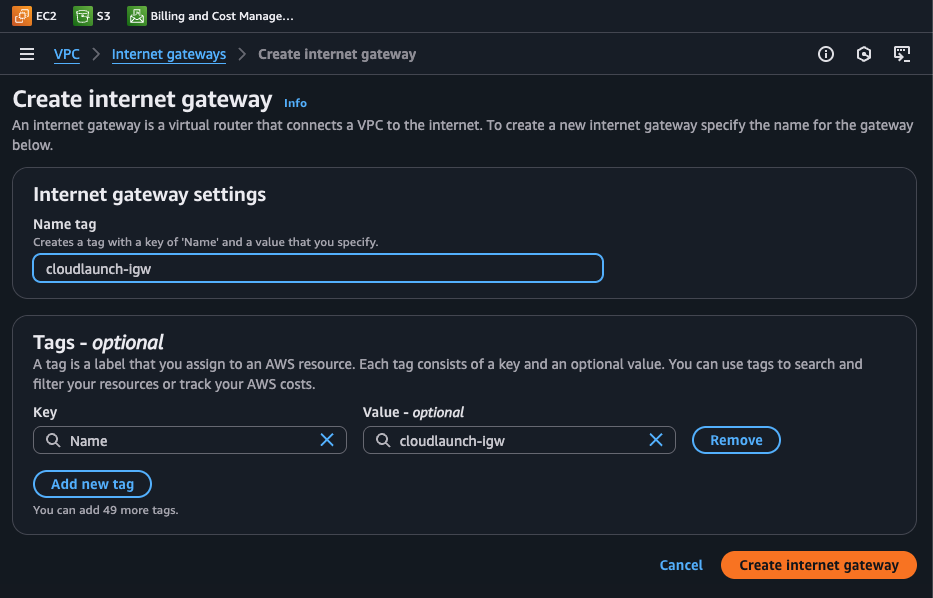 EC2 S3 Billing and Cost Manage...
VPC > Internet gateways > Create internet gateway
Create internet gateway Info
An internet gateway is a virtual router that connects a VPC to the internet. To create a new internet gateway specify the name for the gateway
below.
Internet gateway settings
Name tag
Creates a tag with a key of 'Name' and a value that you specify.
cloudlaunch-igw
Tags - optional
A tag is a label that you assign to an AWS resource. Each tag consists of a key and an optional value. You can use tags to search and
filter your resources or track your AWS costs.
Key Value - optional
Name cloudlaunch-igw Remove
Add new tag
You can add 49 more tags.
Cancel Create internet gateway